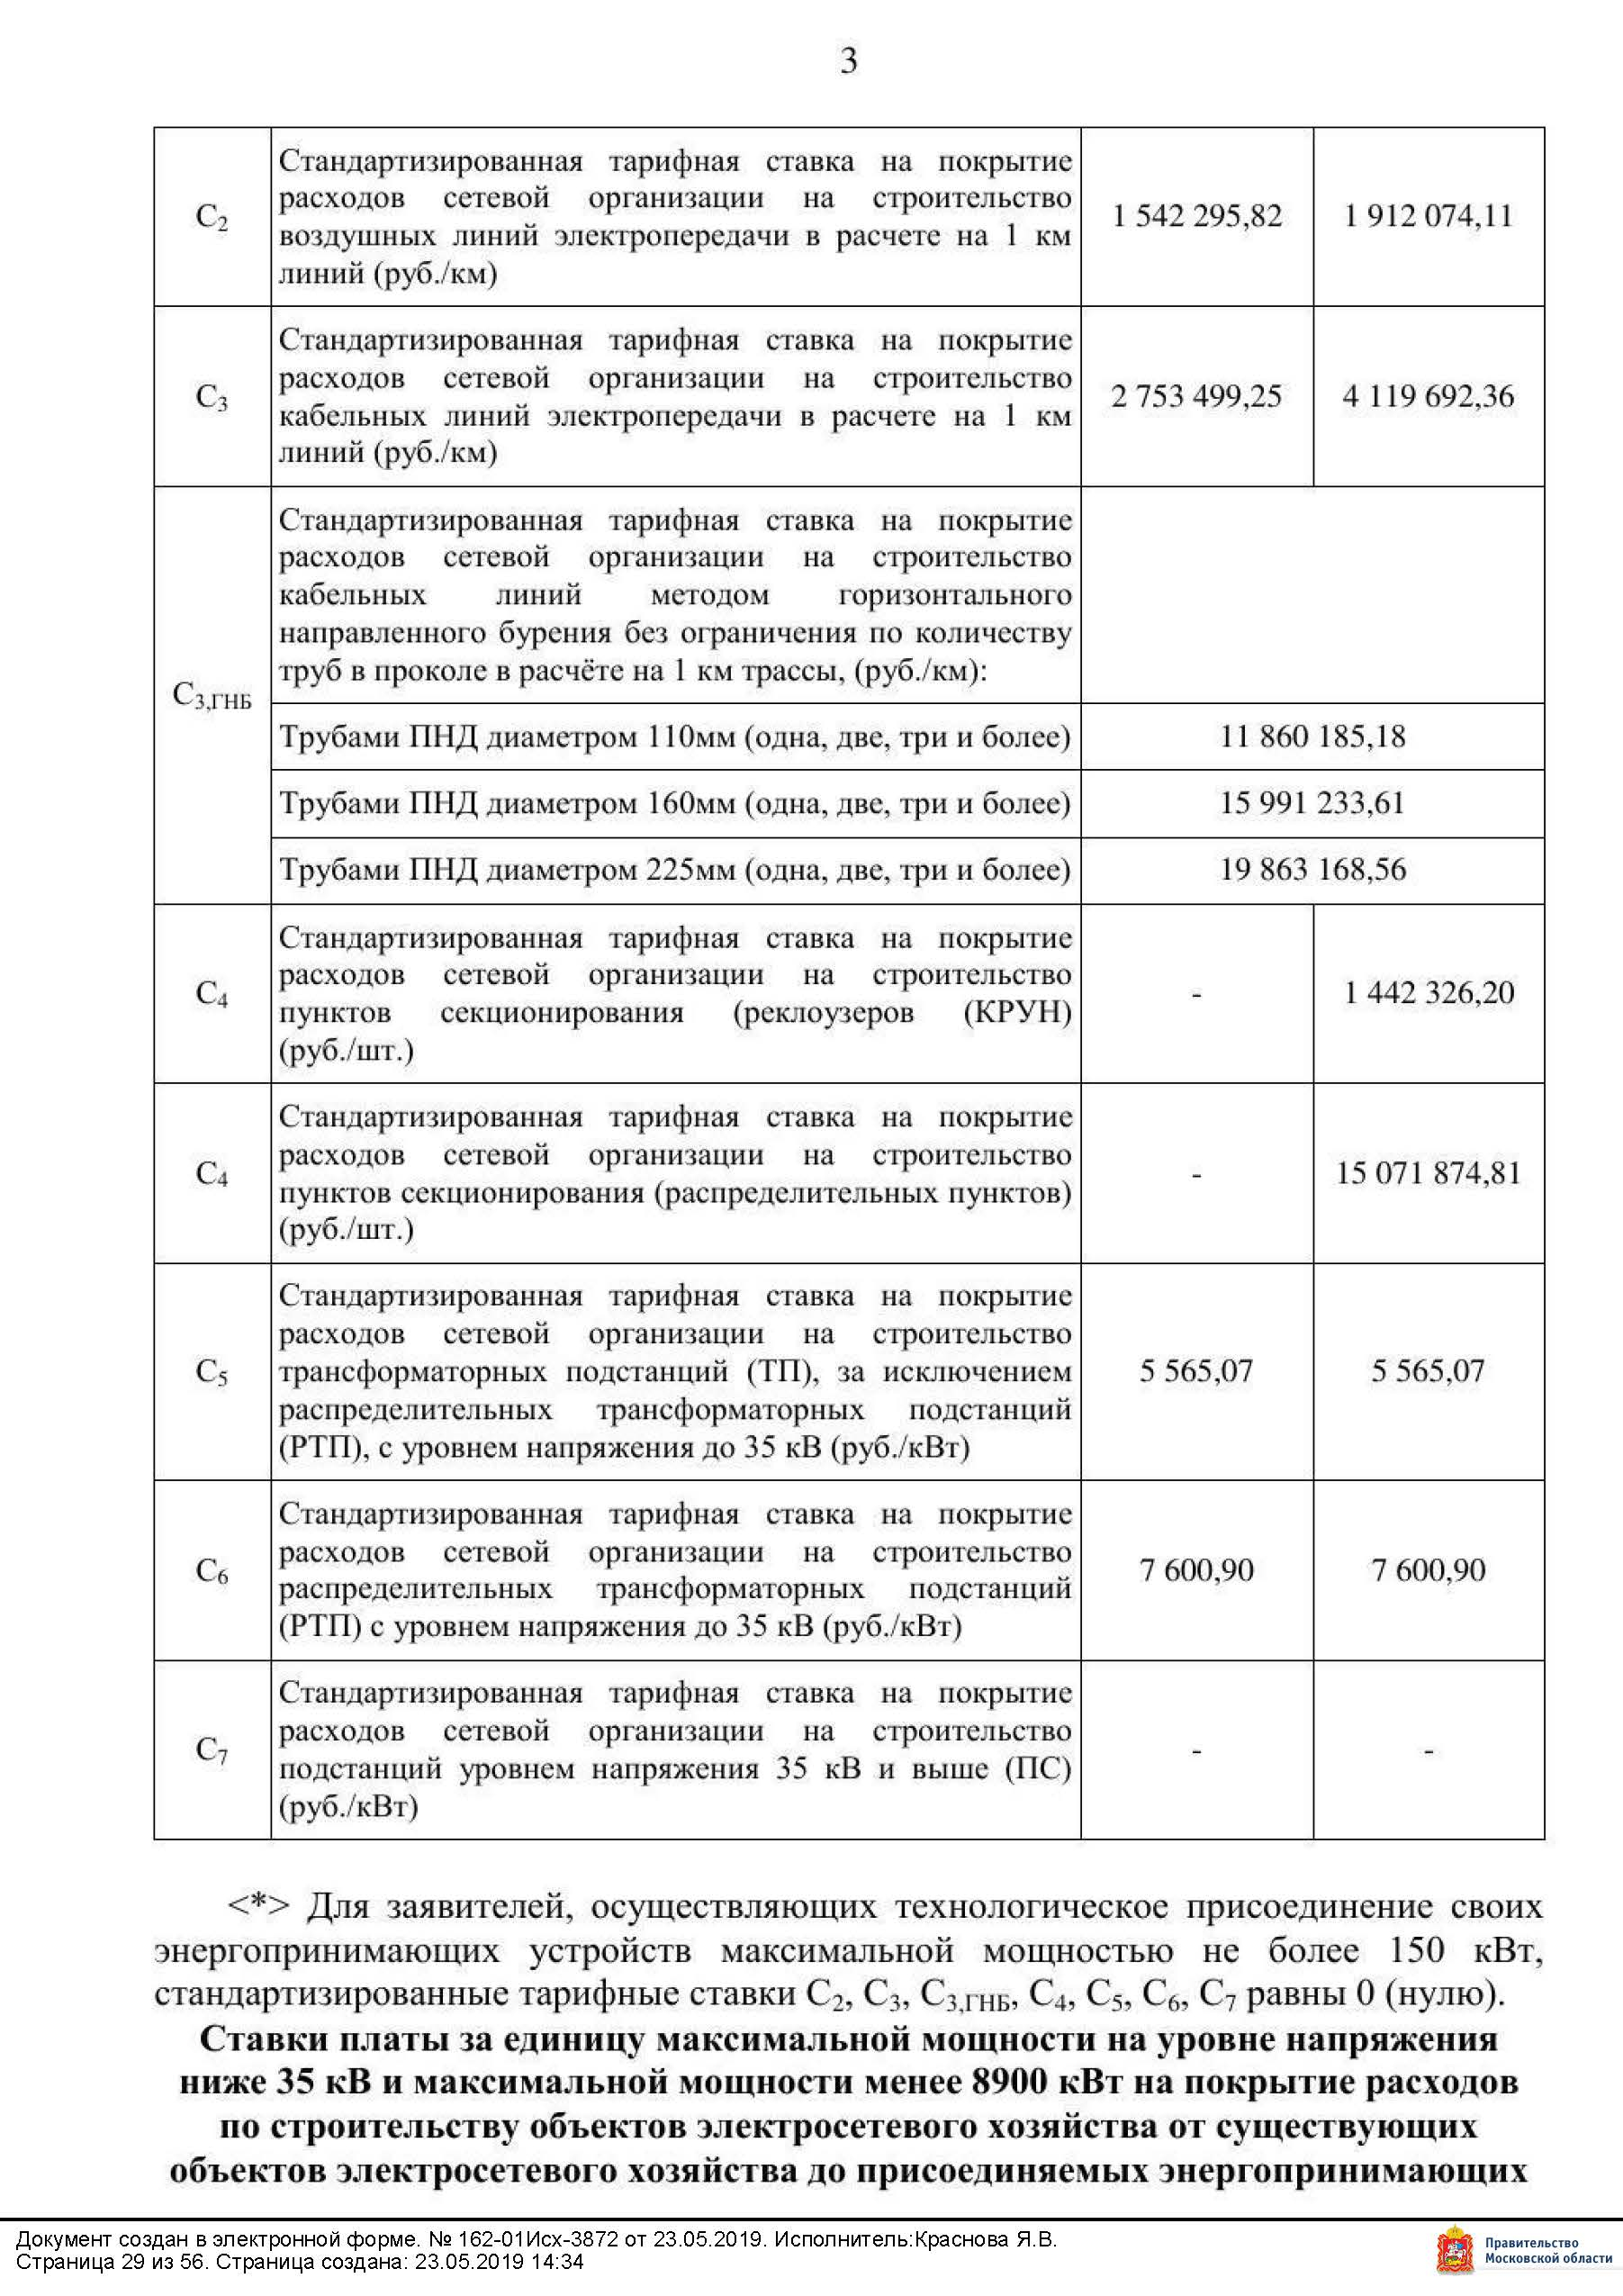 3
Стандартизированная тарифная ставка на покрытие
расходов сетевой организации на строительство
воздушных линий электропередачи в расчете на 1 км
линий (руб./км)
С2
1 542 295,82
1 912 074,11
Стандартизированная тарифная ставка на покрытие
расходов сетевой организации на строительство
кабельных линий электропередачи в расчете на 1 км
линий (руб./км)
С3
2 753 499,25
4 119 692,36
С3,ГНБ
Стандартизированная тарифная ставка на покрытие
расходов сетевой организации на строительство
кабельных линий методом горизонтального
направленного бурения без ограничения по количеству
труб в проколе в расчёте на 1 км трассы, (руб./км):
Трубами ПНД диаметром 110мм (одна, две, три и более)
11 860 185,18
Трубами ПНД диаметром 160мм (одна, две, три и более)
15 991 233,61
Трубами ПНД диаметром 225мм (одна, две, три и более)
19 863 168,56
С4
Стандартизированная тарифная ставка на покрытие
расходов сетевой организации на строительство
пунктов секционирования (реклоузеров (КРУН)
(руб./шт.)
-
1 442 326,20
С4
Стандартизированная тарифная ставка на покрытие
расходов сетевой организации на строительство
пунктов секционирования (распределительных пунктов)
(руб./шт.)
-
15 071 874,81
С5
Стандартизированная тарифная ставка на покрытие
расходов сетевой организации на строительство
трансформаторных подстанций (ТП), за исключением
распределительных трансформаторных подстанций
(РТП), с уровнем напряжения до 35 кВ (руб./кВт)
5 565,07
5 565,07
С6
Стандартизированная тарифная ставка на покрытие
расходов сетевой организации на строительство
распределительных трансформаторных подстанций
(РТП) с уровнем напряжения до 35 кВ (руб./кВт)
7 600,90
7 600,90
С7
Стандартизированная тарифная ставка на покрытие
расходов сетевой организации на строительство
подстанций уровнем напряжения 35 кВ и выше (ПС)
(руб./кВт)
-
-
<*> Для заявителей, осуществляющих технологическое присоединение своих
энергопринимающих устройств максимальной мощностью не более 150 кВт,
стандартизированные тарифные ставки С2, С3, С3,ГНБ, С4, С5, С6, С7 равны 0 (нулю).
Ставки платы за единицу максимальной мощности на уровне напряжения
ниже 35 кВ и максимальной мощности менее 8900 кВт на покрытие расходов
по строительству объектов электросетевого хозяйства от существующих
объектов электросетевого хозяйства до присоединяемых энергопринимающих
Документ создан в электронной форме. № 162-01Исх-3872 от 23.05.2019. Исполнитель:Краснова Я.В.
Страница 29 из 56. Страница создана: 23.05.2019 14:34
Правительство
Московской области